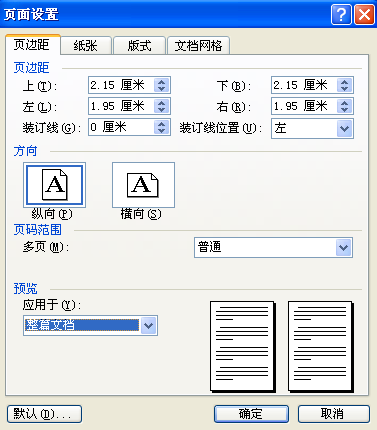 页面设置
页边距 纸张 版式 文档网格
页边距
上(T): 2.15 厘米 下(B): 2.15 厘米
左(L): 1.95 厘米 右(R): 1.95 厘米
装订线(G): 0 厘米 装订线位置(U): 左
方向
A A
纵向(P) 横向(S)
页码范围
多页(M): 普通
预览
应用于(Y):
整篇文档
默认(D)... 确定 取消